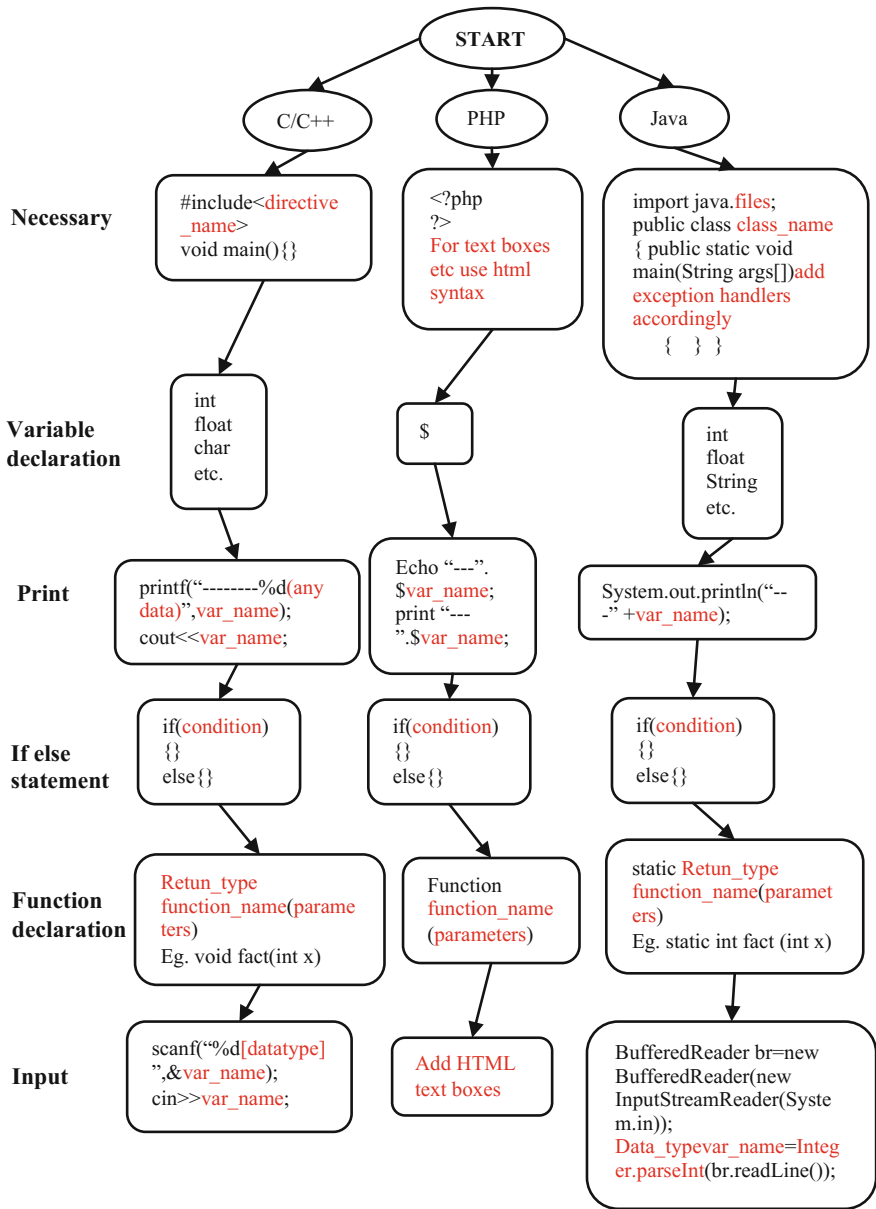 START
C/C++
PHP
Java
Necessary
#include<directive
_name>
void main(){}
<?php
?>
For text boxes
etc use html
syntax
import java.files;
public class class_name
{ public static void
main(String args[])add
exception handlers
accordingly
{ } }
Variable
declaration
int
float
char
etc.
$
int
float
String
etc.
Print
printf(“--------%d(any
data)”,var_name);
cout<<var_name;
Echo “---”.
$var_name;
print “---
”.$var_name;
System.out.println(“--
-” +var_name);
If else
statement
if(condition)
{}
else{}
if(condition)
{}
else{}
if(condition)
{}
else{}
Function
declaration
Retun_type
function_name(parame
ters)
Eg. void fact(int x)
Function
function_name
(parameters)
static Retun_type
function_name(paramet
ers)
Eg. static int fact (int x)
Input
scanf(“%d[datatype]
”,&var_name);
cin>>var_name;
Add HTML
text boxes
BufferedReader br=new
BufferedReader(new
InputStreamReader(Syste
m.in));
Data_typevar_name=Integ
er.parseInt(br.readLine());